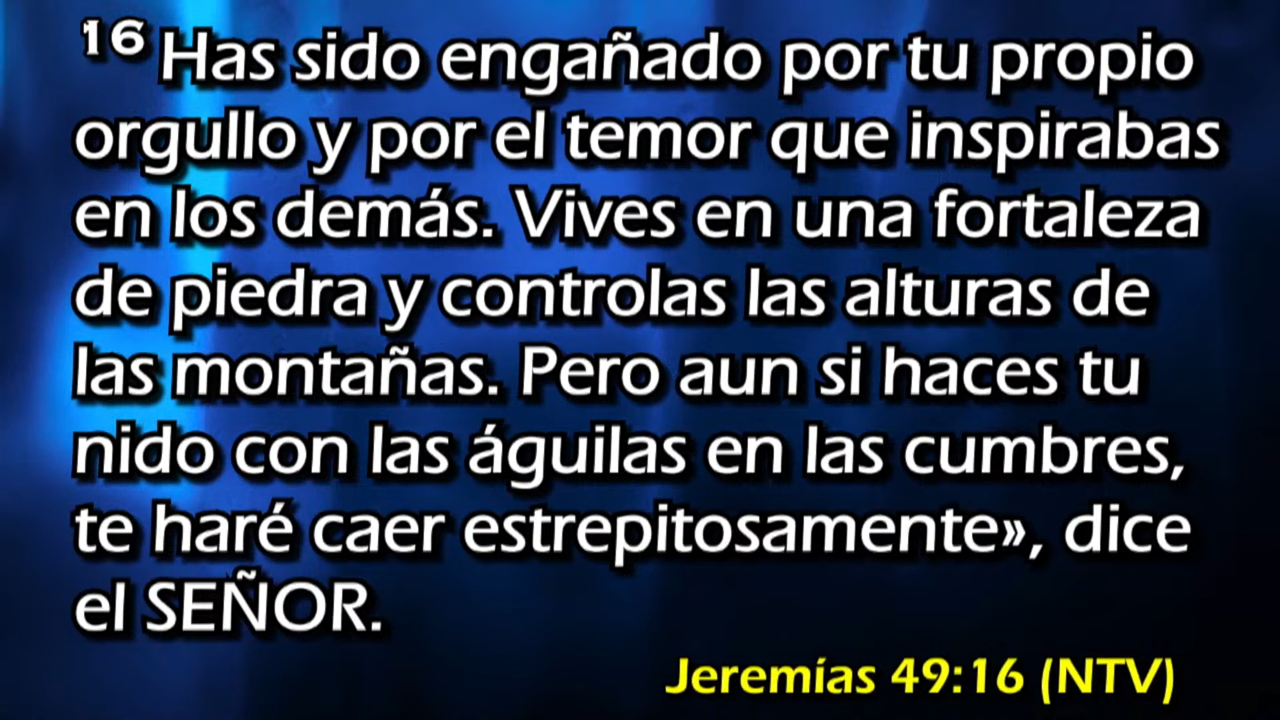 16 Has sido engañado por tu propio
orgullo y por el temor que inspirabas
en los demás. Vives en una fortaleza
de piedra y controlas las alturas de
las montañas. Pero aun si haces tu
nido con las águilas en las cumbres,
te haré caer estrepitosamente», dice
el SEÑOR.
Jeremías 49:16 (NTV)